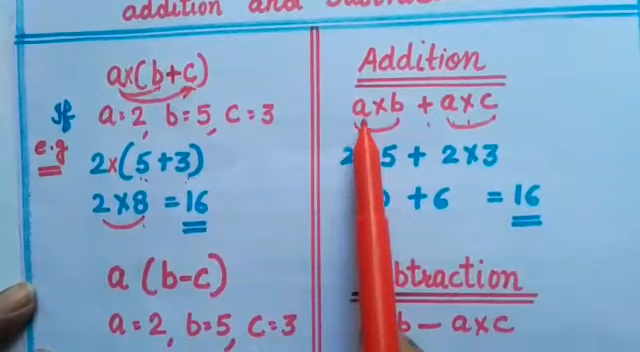 addition and
a×(b+c)
If a=2, b=5, c=3
e.g
2×(5+3)
2×8 = 16
a (b-c)
a=2, b=5, c=3
Addition
a×b + a×c
2 5 + 2×3
+6 = 16
btraction
b - a×c